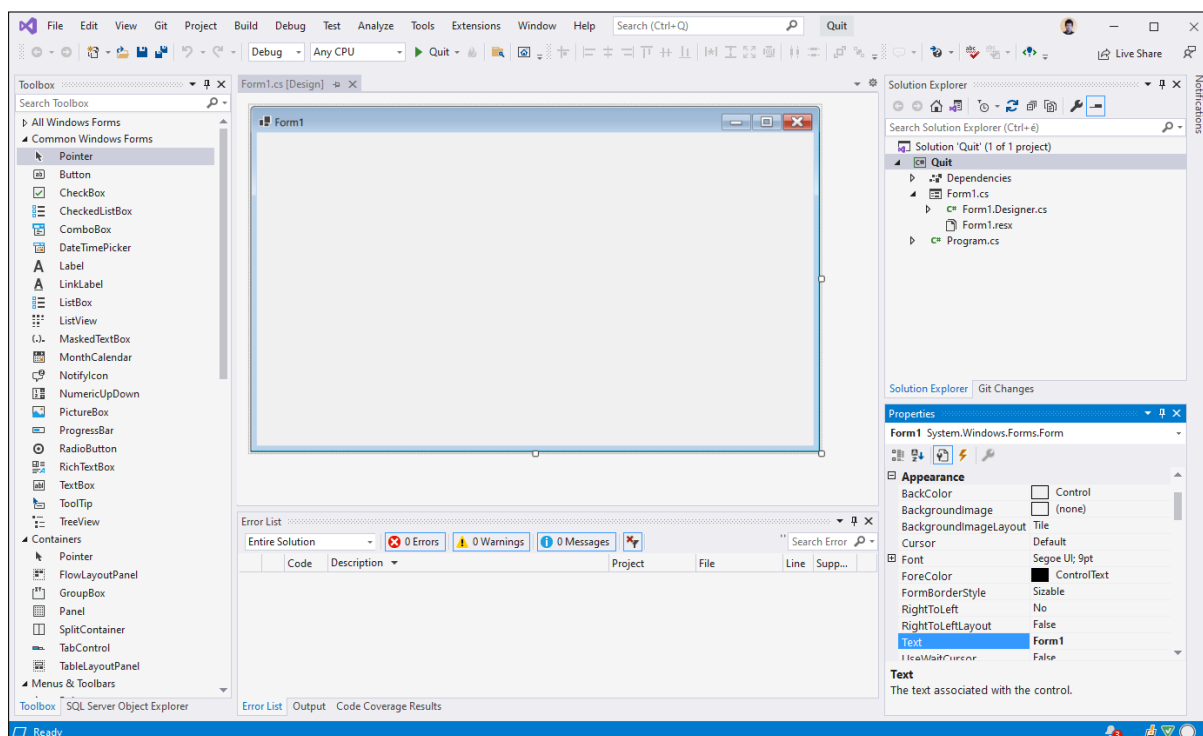 File Edit View Git Project Build Debug Test Analyze Tools Extensions Window Help Search (Ctrl+Q) Quit
Debug Any CPU Quit Live Share
Toolbox
Search Toolbox
All Windows Forms
Common Windows Forms
Pointer
Button
CheckBox
CheckedListBox
ComboBox
DateTimePicker
Label
LinkLabel
ListBox
ListView
MaskedTextBox
MonthCalendar
NotifyIcon
NumericUpDown
PictureBox
ProgressBar
RadioButton
RichTextBox
TextBox
ToolTip
TreeView
Containers
Pointer
FlowLayoutPanel
GroupBox
Panel
SplitContainer
TabControl
TableLayoutPanel
Menus & Toolbars
Toolbox SQL Server Object Explorer
Form1.cs [Design]
Form1
Error List
Entire Solution 0 Errors 0 Warnings 0 Messages Search Error
Code Description Project File Line Supp...
Error List Output Code Coverage Results
Solution Explorer
Search Solution Explorer (Ctrl+é)
Solution 'Quit' (1 of 1 project)
C# Quit
Dependencies
Form1.cs
C# Form1.Designer.cs
Form1.resx
C# Program.cs
Solution Explorer Git Changes
Properties
Form1 System.Windows.Forms.Form
Appearance
BackColor Control
BackgroundImage (none)
BackgroundImageLayout Tile
Cursor Default
Font Segoe UI; 9pt
ForeColor ControlText
FormBorderStyle Sizable
RightToLeft No
RightToLeftLayout False
Text Form1
UseWaitCursor False
Text
The text associated with the control.
Notifications
Ready 3